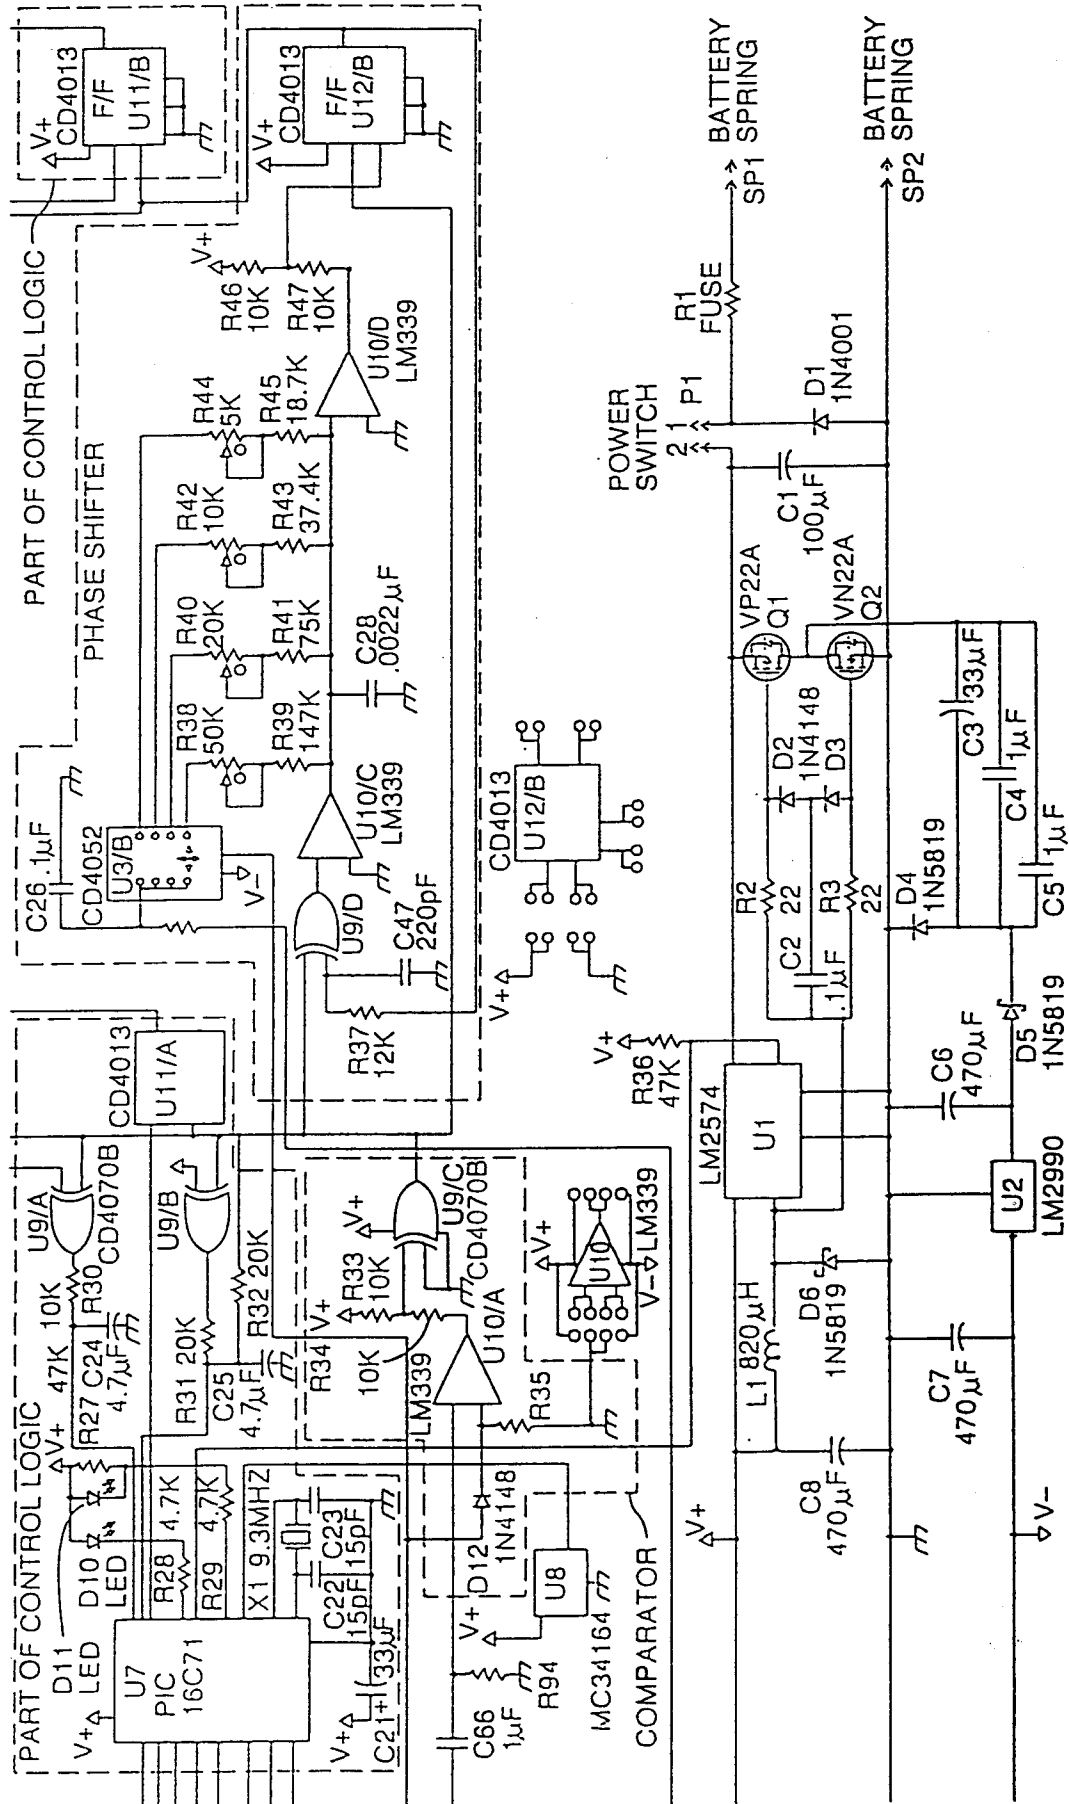 PART OF CONTROL LOGIC
D11
LED
D10
LED
V+
R27
47K
C24
4.7µF
10K
R30
U9/A
CD4070B
CD4013
U11/A
U9/B
R31 20K
C25
4.7µF
R32 20K
R28
4.7K
R29
4.7K
V+
U7
PIC
16C71
X1 9.3MHZ
C22
15pF
C23
15pF
V+
C21
+
33µF
V+
CD4013
F/F
U11/B
PART OF CONTROL LOGIC
PHASE SHIFTER
C26
.1µF
CD4052
U3/B
V-
R38
50K
R39
147K
R40
20K
R41
75K
R42
10K
R43
37.4K
R44
5K
R45
18.7K
C28
.0022µF
U10/C
LM339
U9/D
C47
220pF
R37
12K
U10/D
LM339
V+
R46
10K
R47
10K
V+
CD4013
F/F
U12/B
CD4013
U12/B
V+
R34
10K
V+
R33
10K
V+
U9/C
CD4070B
LM339
U10/A
R35
V+
U10
V-
LM339
D12
1N4148
C66
1µF
R94
V+
U8
MC34164
COMPARATOR
V+
R36
47K
LM2574
U1
L1
820µH
D6
1N5819
C8
470µF
V+
C7
470µF
V-
U2
LM2990
C6
470µF
D5
1N5819
D4
1N5819
C3
33µF
C4
1µF
C5
1µF
R2
22
R3
22
C2
.1µF
D2
1N4148
D3
VP22A
Q1
VN22A
Q2
C1
100µF
POWER
SWITCH
2
1
P1
D1
1N4001
R1
FUSE
SP1
BATTERY
SPRING
SP2
BATTERY
SPRING